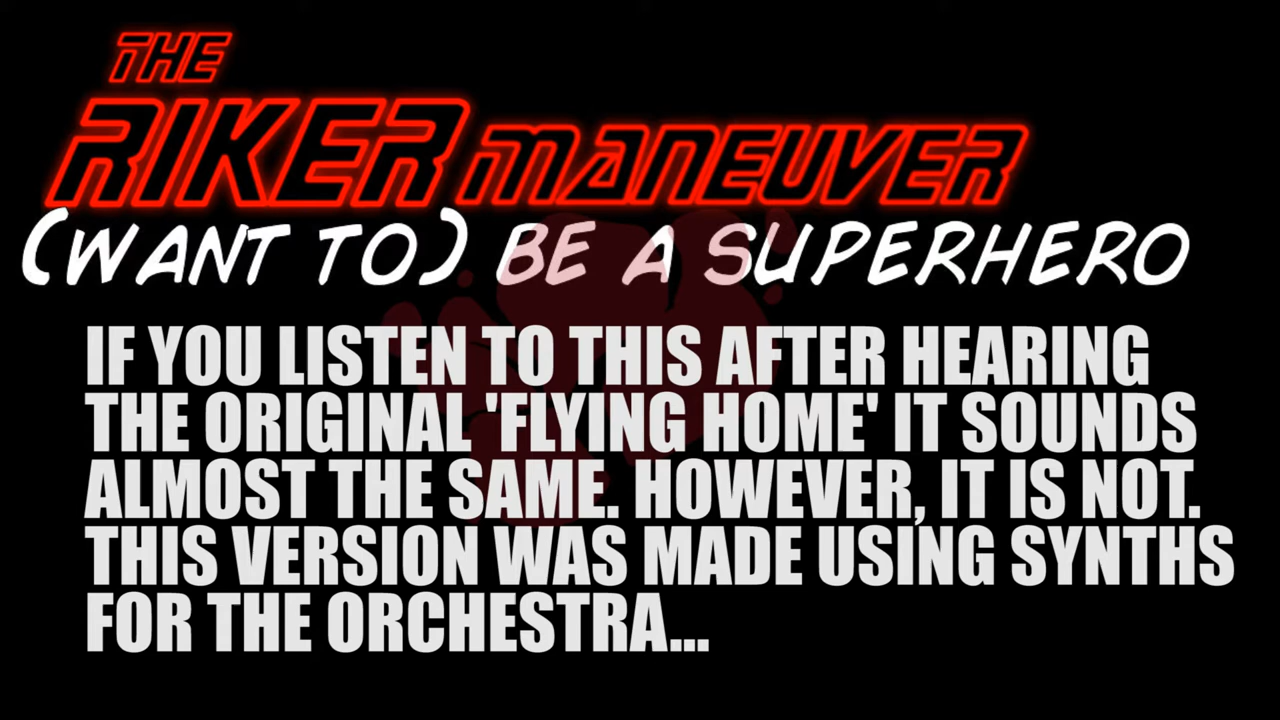 THE
RIKER MANEUVER
(WANT TO) BE A SUPERHERO
IF YOU LISTEN TO THIS AFTER HEARING
THE ORIGINAL 'FLYING HOME' IT SOUNDS
ALMOST THE SAME. HOWEVER, IT IS NOT.
THIS VERSION WAS MADE USING SYNTHS
FOR THE ORCHESTRA...